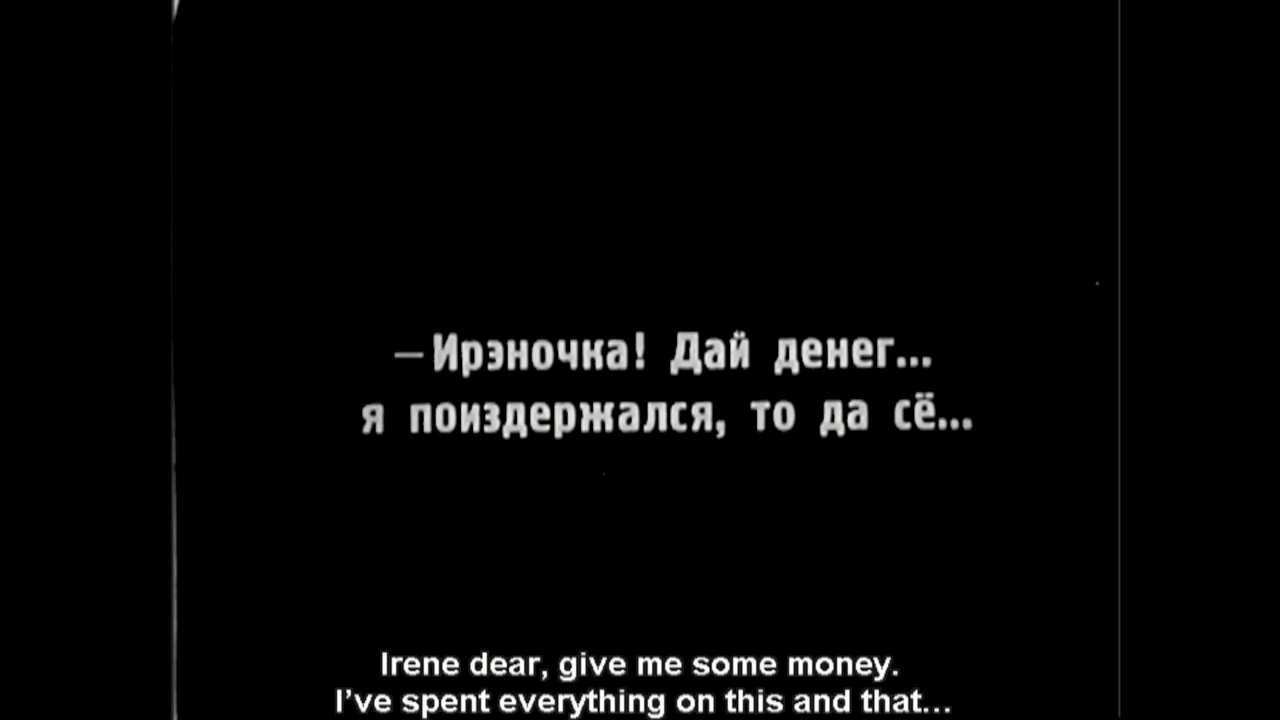 —Ирэночка! Дай денег...
я поиздержался, то да сё...
Irene dear, give me some money.
I've spent everything on this and that...